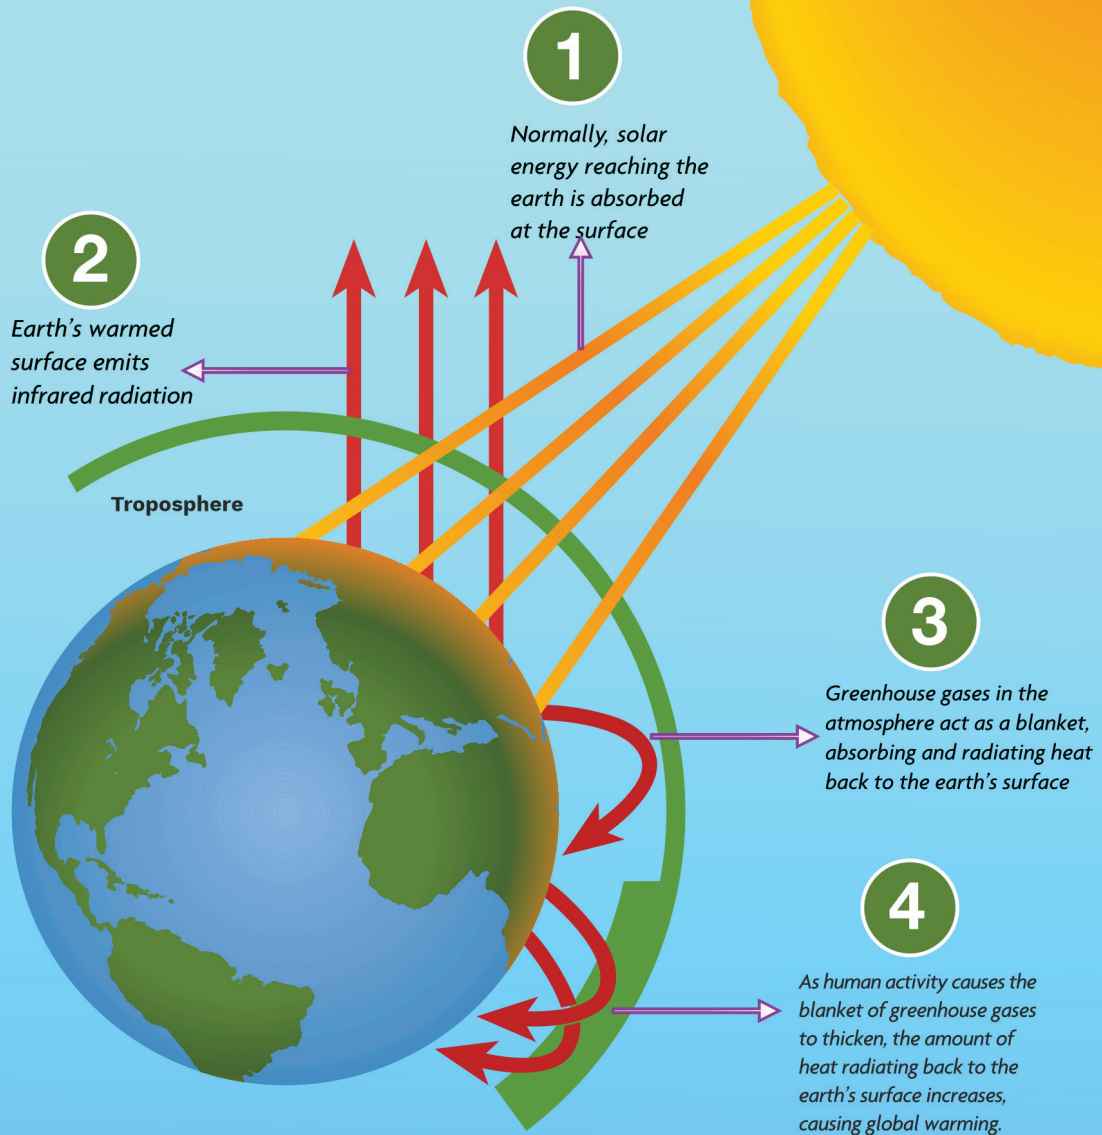 1
Normally, solar
energy reaching the
earth is absorbed
at the surface
2
Earth's warmed
surface emits
infrared radiation
Troposphere
3
Greenhouse gases in the
atmosphere act as a blanket,
absorbing and radiating heat
back to the earth's surface
4
As human activity causes the
blanket of greenhouse gases
to thicken, the amount of
heat radiating back to the
earth's surface increases,
causing global warming.